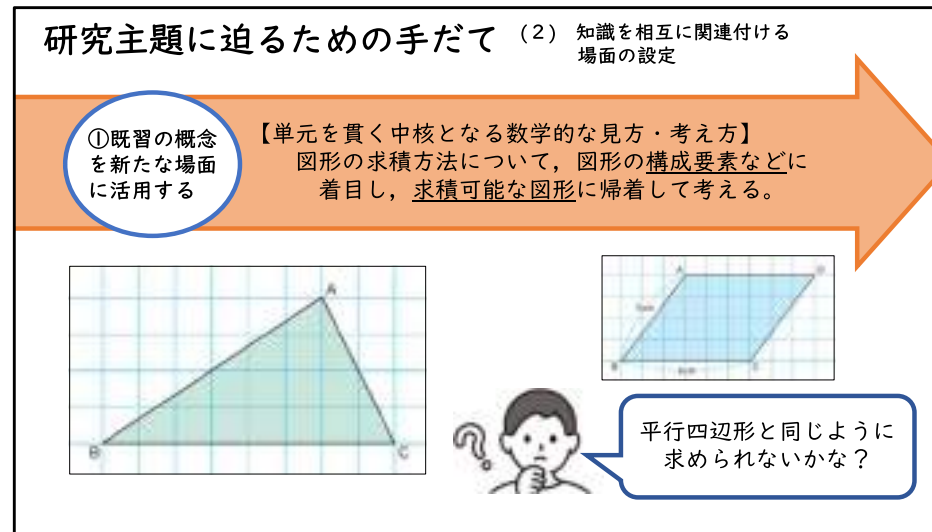 研究主題に迫るための手だて (2) 知識を相互に関連付ける
場面の設定
①既習の概念
を新たな場面
に活用する
【単元を貫く中核となる数学的な見方・考え方】
図形の求積方法について，図形の構成要素などに
着目し，求積可能な図形に帰着して考える。
A
B
C
A
D
B
平行四辺形と同じように
求められないかな？